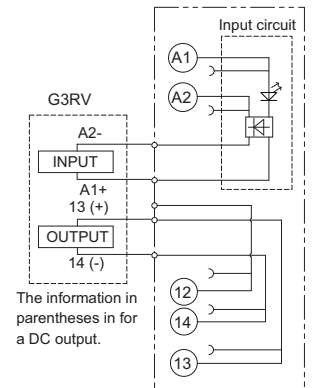 Input circuit
A1
A2
G3RV
A2-
INPUT
A1+
13 (+)
OUTPUT
14 (-)
The information in
parentheses in for
a DC output.
12
14
13